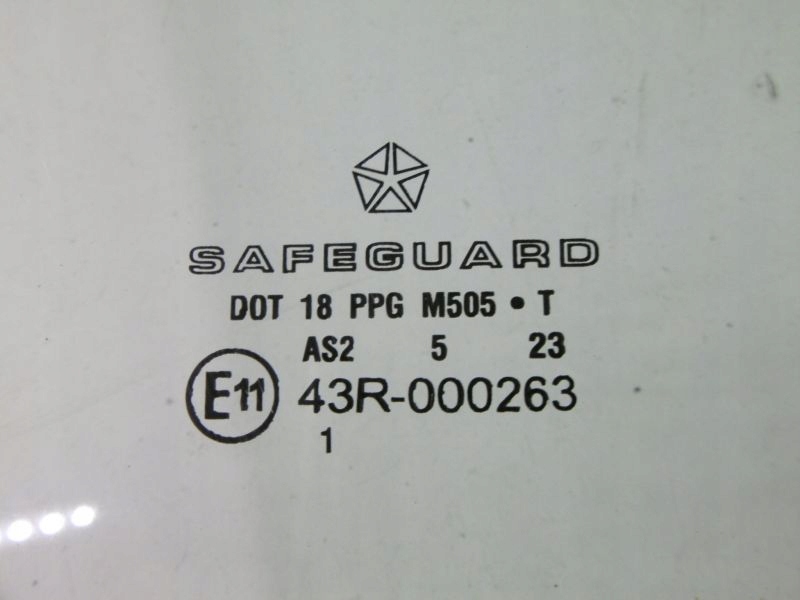 SAFEGUARD
DOT 18 PPG M505 • T
AS2 5 23
E11 43R-000263
1